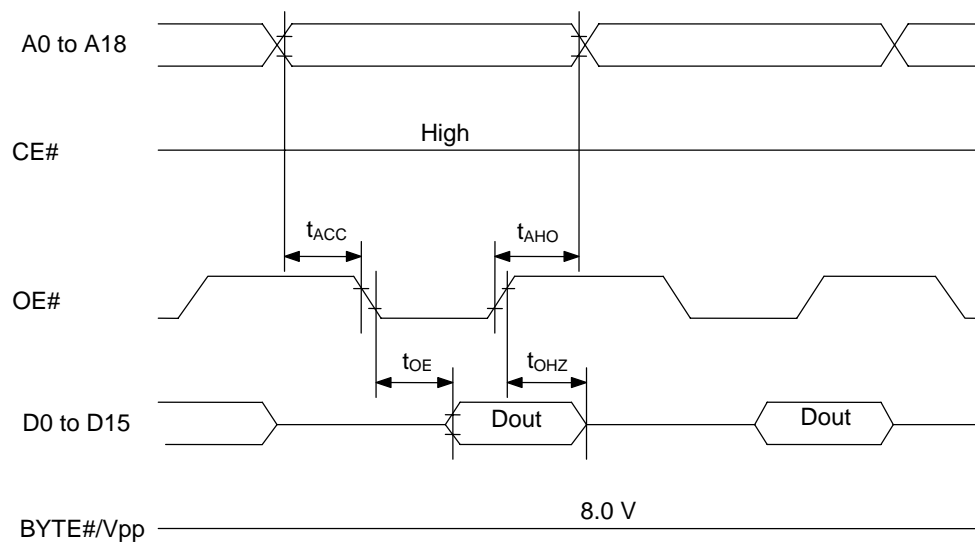 A0 to A18
High
CE#
tACC
tAHO
OE#
tOE
tOHZ
D0 to D15
Dout
Dout
8.0 V
BYTE#/Vpp